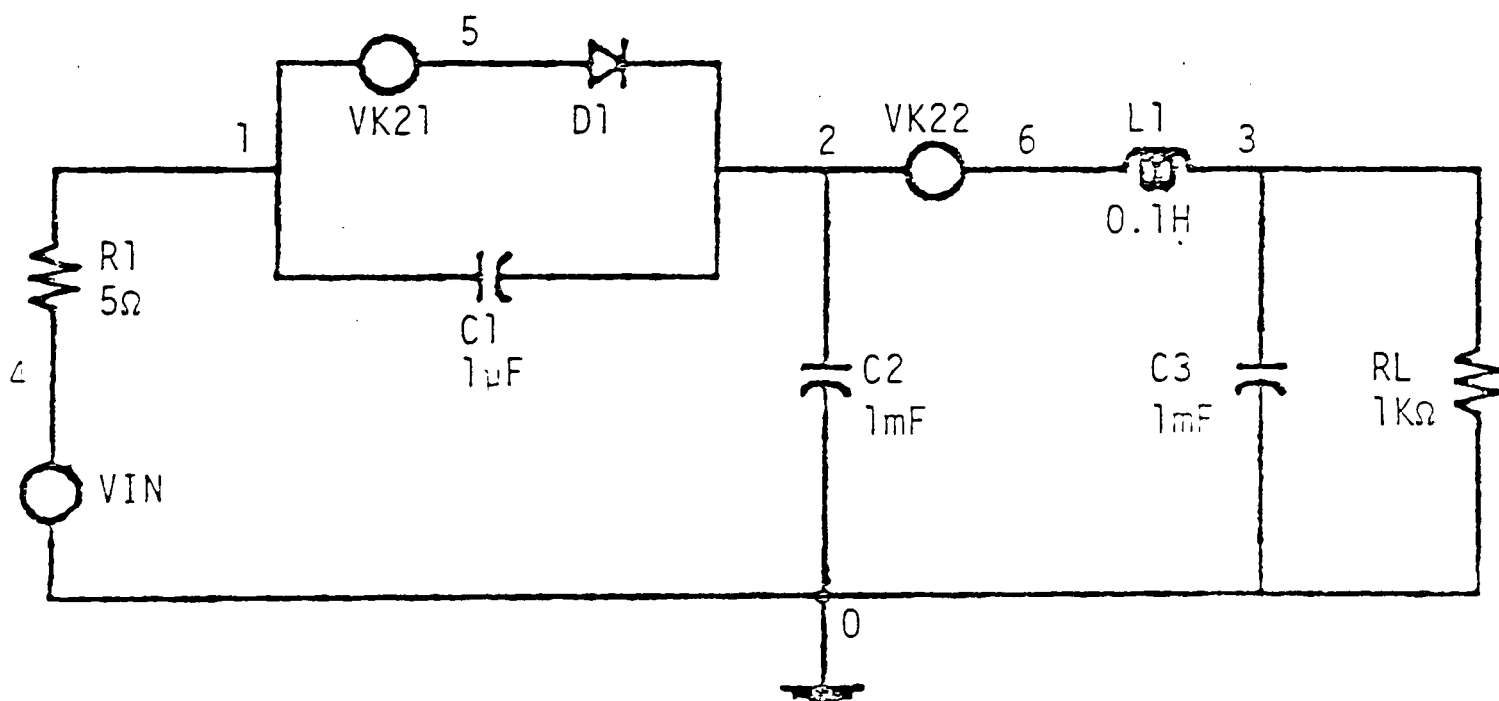 5
VK21
D1
1
2
VK22
6
L1
3
0.1H
R1
5Ω
C1
1µF
4
C2
1mF
C3
1mF
RL
1KΩ
VIN
0